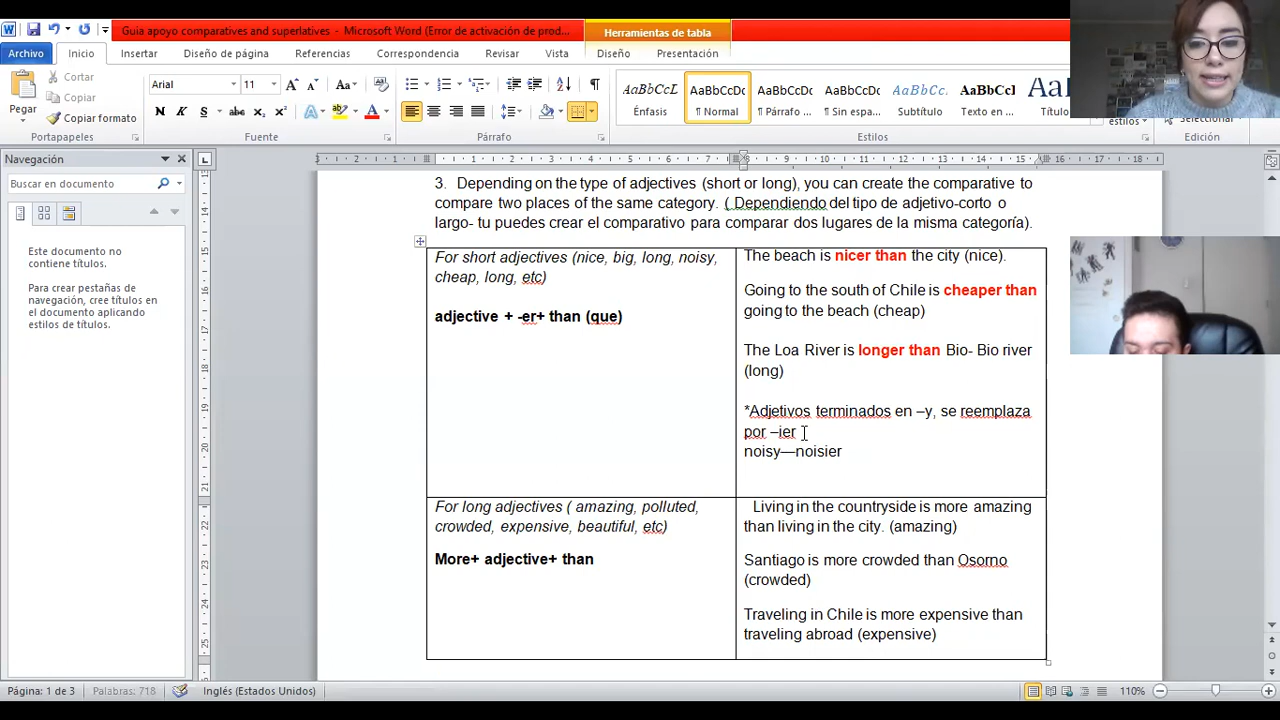 Guia apoyo comparatives and superlatives - Microsoft Word (Error de activación de prod...
Herramientas de tabla
Archivo Inicio Insertar Diseño de página Referencias Correspondencia Revisar Vista Diseño Presentación
Pegar
Cortar
Copiar
Copiar formato
Portapapeles
Arial 11
N K S abc x₂ x²
Fuente
Párrafo
AaBbCcL AaBbCcDc AaBbCcDc AaBbCcDc AaBbCc. AaBbCcI AaB
Énfasis ¶ Normal ¶ Párrafo ... ¶ Sin espa... Subtítulo Texto en ... Título
estilos
Estilos
Seleccionar
Edición
Navegación
Buscar en documento
Este documento no
contiene títulos.
Para crear pestañas de
navegación, cree títulos en
el documento aplicando
estilos de títulos.
3. Depending on the type of adjectives (short or long), you can create the comparative to
compare two places of the same category. ( Dependiendo del tipo de adjetivo-corto o
largo- tu puedes crear el comparativo para comparar dos lugares de la misma categoría).
For short adjectives (nice, big, long, noisy,
cheap, long, etc)
adjective + -er+ than (que)
The beach is nicer than the city (nice).
Going to the south of Chile is cheaper than
going to the beach (cheap)
The Loa River is longer than Bio- Bio river
(long)
*Adjetivos terminados en –y, se reemplaza
por –ier
noisy—noisier
For long adjectives ( amazing, polluted,
crowded, expensive, beautiful, etc)
More+ adjective+ than
Living in the countryside is more amazing
than living in the city. (amazing)
Santiago is more crowded than Osorno
(crowded)
Traveling in Chile is more expensive than
traveling abroad (expensive)
Página: 1 de 3 Palabras: 718 Inglés (Estados Unidos) 110%